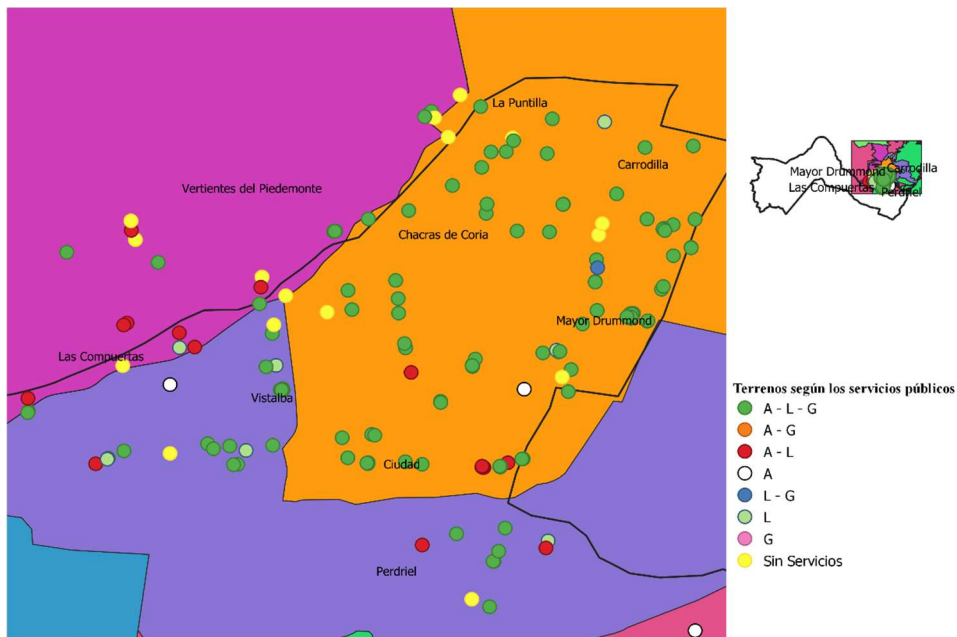 La Puntilla
Carrodilla
Vertientes del Piedemonte
Chacras de Coria
Mayor Drummond
Las Compuertas
Vistalba
Ciudad
Perdriel
Mayor Drummond
Carrodilla
Las Compuertas
Perdriel
Terrenos según los servicios públicos
A - L - G
A - G
A - L
A
L - G
L
G
Sin Servicios